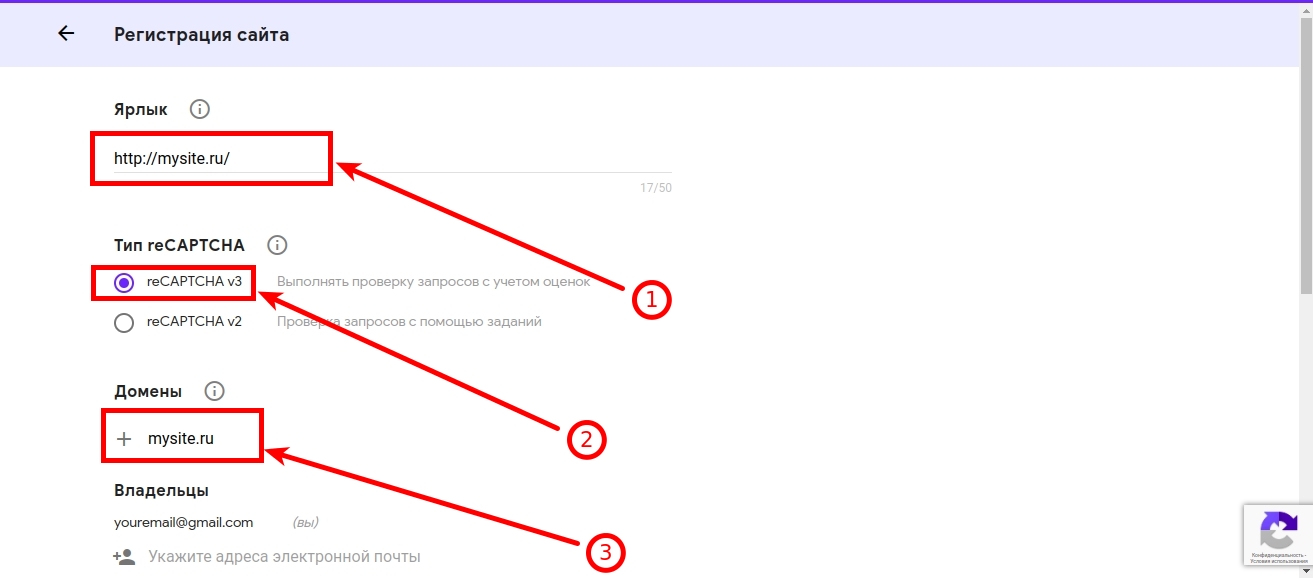 Регистрация сайта
Ярлык
http://mysite.ru/
17/50
Тип reCAPTCHA
reCAPTCHA v3 Выполнять проверку запросов с учетом оценок
1
reCAPTCHA v2 Проверка запросов с помощью заданий
Домены
mysite.ru
2
Владельцы
youremail@gmail.com (вы)
3
Укажите адреса электронной почты
Конфиденциальность -
Условия использования